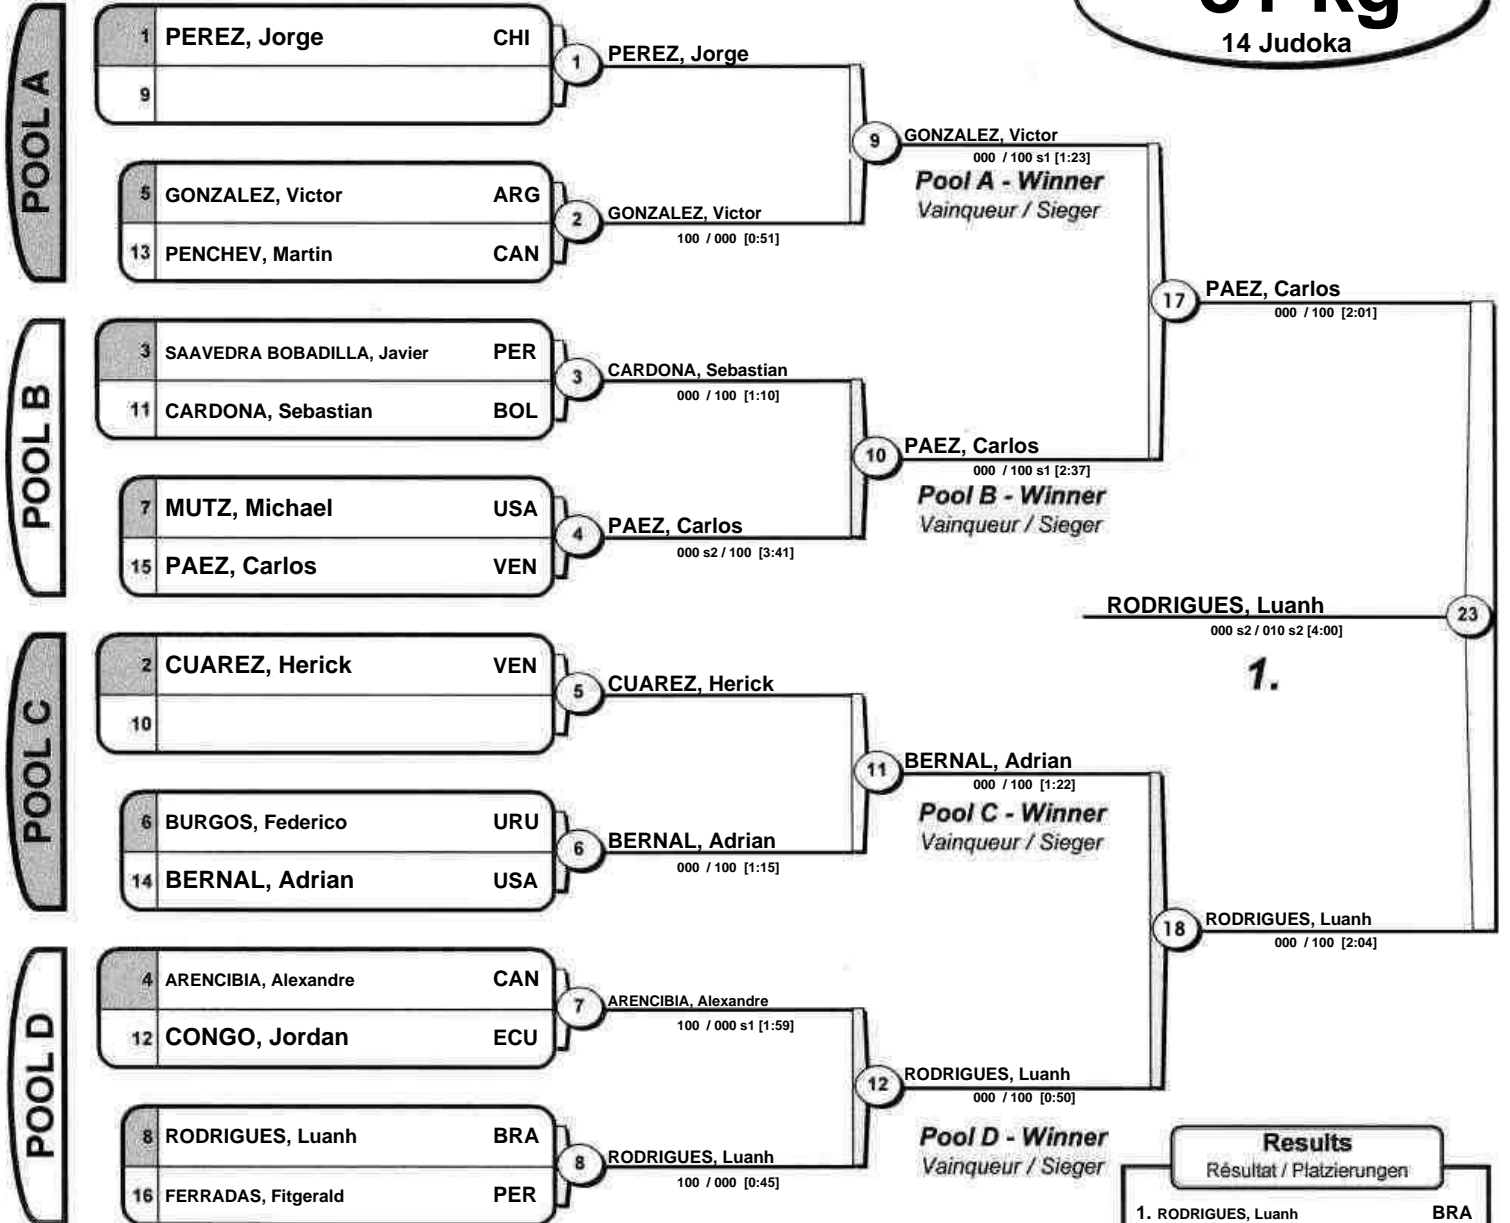 14 Judoka
POOL A
1 PEREZ, Jorge CHI
9
1 PEREZ, Jorge
5 GONZALEZ, Victor ARG
13 PENCHEV, Martin CAN
2 GONZALEZ, Victor
100 / 000 [0:51]
9 GONZALEZ, Victor
000 / 100 s1 [1:23]
Pool A - Winner
Vainqueur / Sieger
POOL B
3 SAAVEDRA BOBADILLA, Javier PER
11 CARDONA, Sebastian BOL
3 CARDONA, Sebastian
000 / 100 [1:10]
7 MUTZ, Michael USA
15 PAEZ, Carlos VEN
4 PAEZ, Carlos
000 s2 / 100 [3:41]
10 PAEZ, Carlos
000 / 100 s1 [2:37]
Pool B - Winner
Vainqueur / Sieger
17 PAEZ, Carlos
000 / 100 [2:01]
RODRIGUES, Luanh 23
000 s2 / 010 s2 [4:00]
1.
POOL C
2 CUAREZ, Herick VEN
10
5 CUAREZ, Herick
6 BURGOS, Federico URU
14 BERNAL, Adrian USA
6 BERNAL, Adrian
000 / 100 [1:15]
11 BERNAL, Adrian
000 / 100 [1:22]
Pool C - Winner
Vainqueur / Sieger
18 RODRIGUES, Luanh
000 / 100 [2:04]
POOL D
4 ARENCIBIA, Alexandre CAN
12 CONGO, Jordan ECU
7 ARENCIBIA, Alexandre
100 / 000 s1 [1:59]
8 RODRIGUES, Luanh BRA
16 FERRADAS, Fitgerald PER
8 RODRIGUES, Luanh
100 / 000 [0:45]
12 RODRIGUES, Luanh
000 / 100 [0:50]
Pool D - Winner
Vainqueur / Sieger
Results
Résultat / Platzierungen
1. RODRIGUES, Luanh BRA